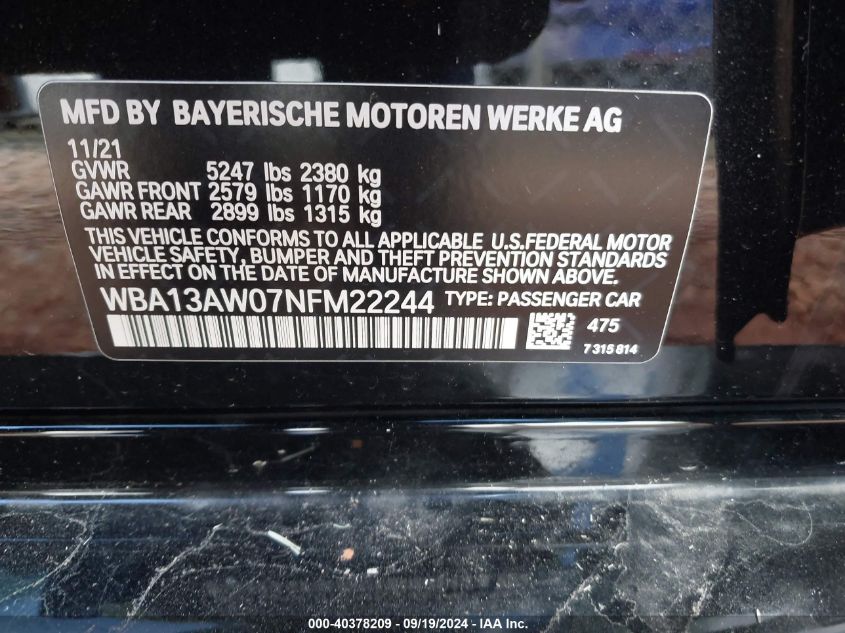 MFD BY BAYERISCHE MOTOREN WERKE AG
11/21
GVWR 5247 lbs 2380 kg
GAWR FRONT 2579 lbs 1170 kg
GAWR REAR 2899 lbs 1315 kg
THIS VEHICLE CONFORMS TO ALL APPLICABLE U.S.FEDERAL MOTOR
VEHICLE SAFETY, BUMPER AND THEFT PREVENTION STANDARDS
IN EFFECT ON THE DATE OF MANUFACTURE SHOWN ABOVE.
WBA13AW07NFM22244 TYPE: PASSENGER CAR
475
7 315 814
000-40378209 - 09/19/2024 - IAA Inc.